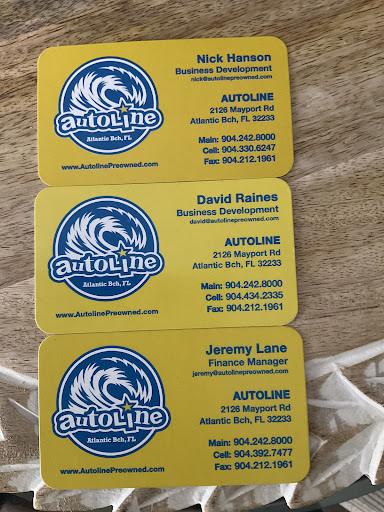 Nick Hanson
Business Development
nick@autolinepreowned.com
autoLine
Atlantic Bch, FL
AUTOLINE
2126 Mayport Rd
Atlantic Bch, FL 32233
Main: 904.242.8000
Cell: 904.330.6247
Fax: 904.212.1961
www.AutolinePreowned.com
David Raines
Business Development
david@autolinepreowned.com
autoLine
Atlantic Bch, FL
AUTOLINE
2126 Mayport Rd
Atlantic Bch, FL 32233
Main: 904.242.8000
Cell: 904.434.2335
Fax: 904.212.1961
www.AutolinePreowned.com
Jeremy Lane
Finance Manager
jeremy@autolinepreowned.com
autoLine
Atlantic Bch, FL
AUTOLINE
2126 Mayport Rd
Atlantic Bch, FL 32233
Main: 904.242.8000
Cell: 904.392.7477
Fax: 904.212.1961
www.AutolinePreowned.com